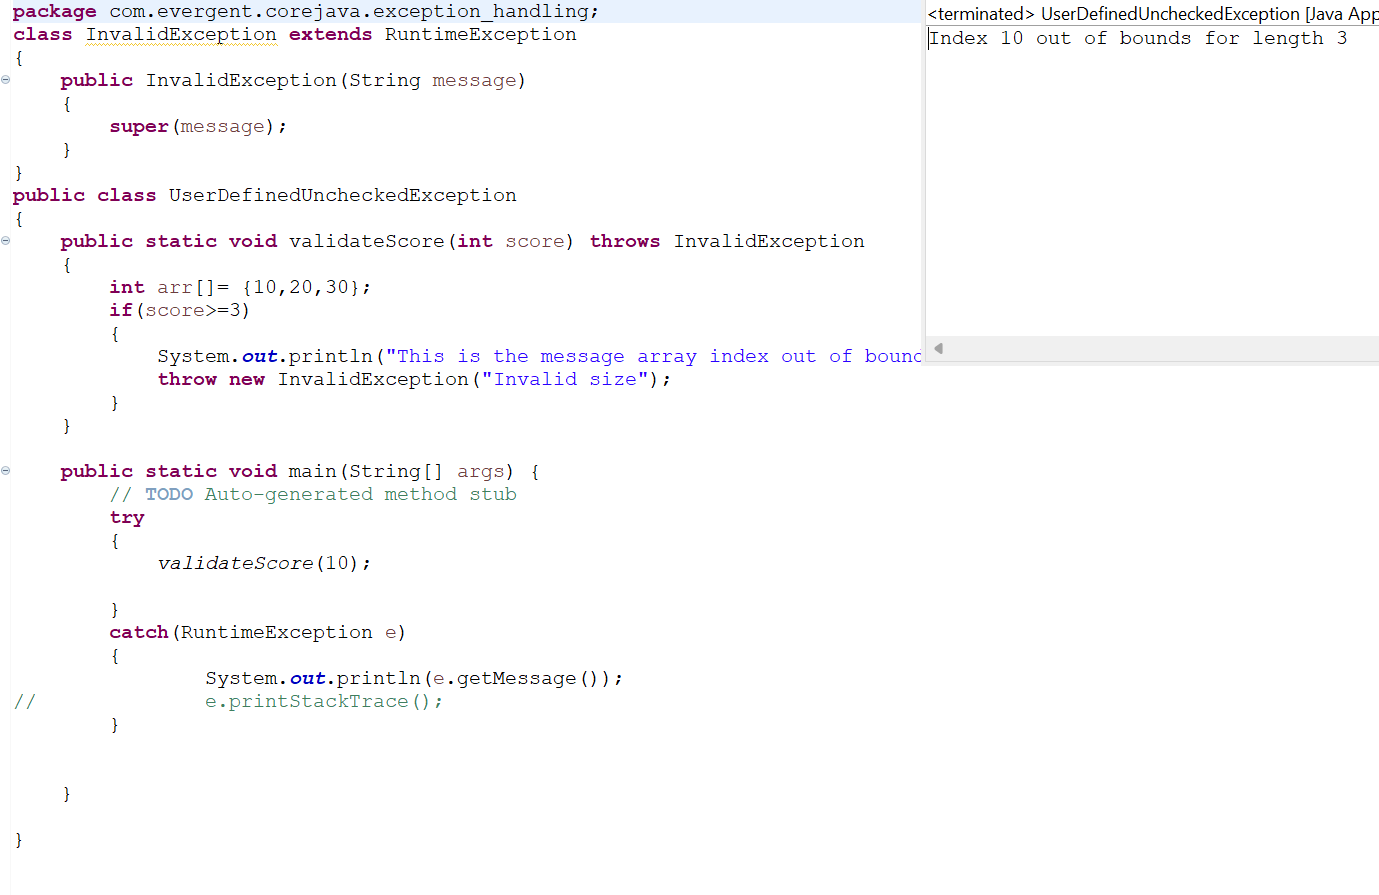 package com.evergent.corejava.exception_handling;
class InvalidException extends RuntimeException
{
public InvalidException(String message)
{
super(message);
}
}
public class UserDefinedUncheckedException
{
public static void validateScore(int score) throws InvalidException
{
int arr[]= {10,20,30};
if(score>=3)
{
System.out.println("This is the message array index out of bound
throw new InvalidException("Invalid size");
}
}
public static void main(String[] args) {
// TODO Auto-generated method stub
try
{
validateScore(10);
}
catch(RuntimeException e)
{
System.out.println(e.getMessage());
// e.printStackTrace();
}
}
}
<terminated> UserDefinedUncheckedException [Java App
Index 10 out of bounds for length 3